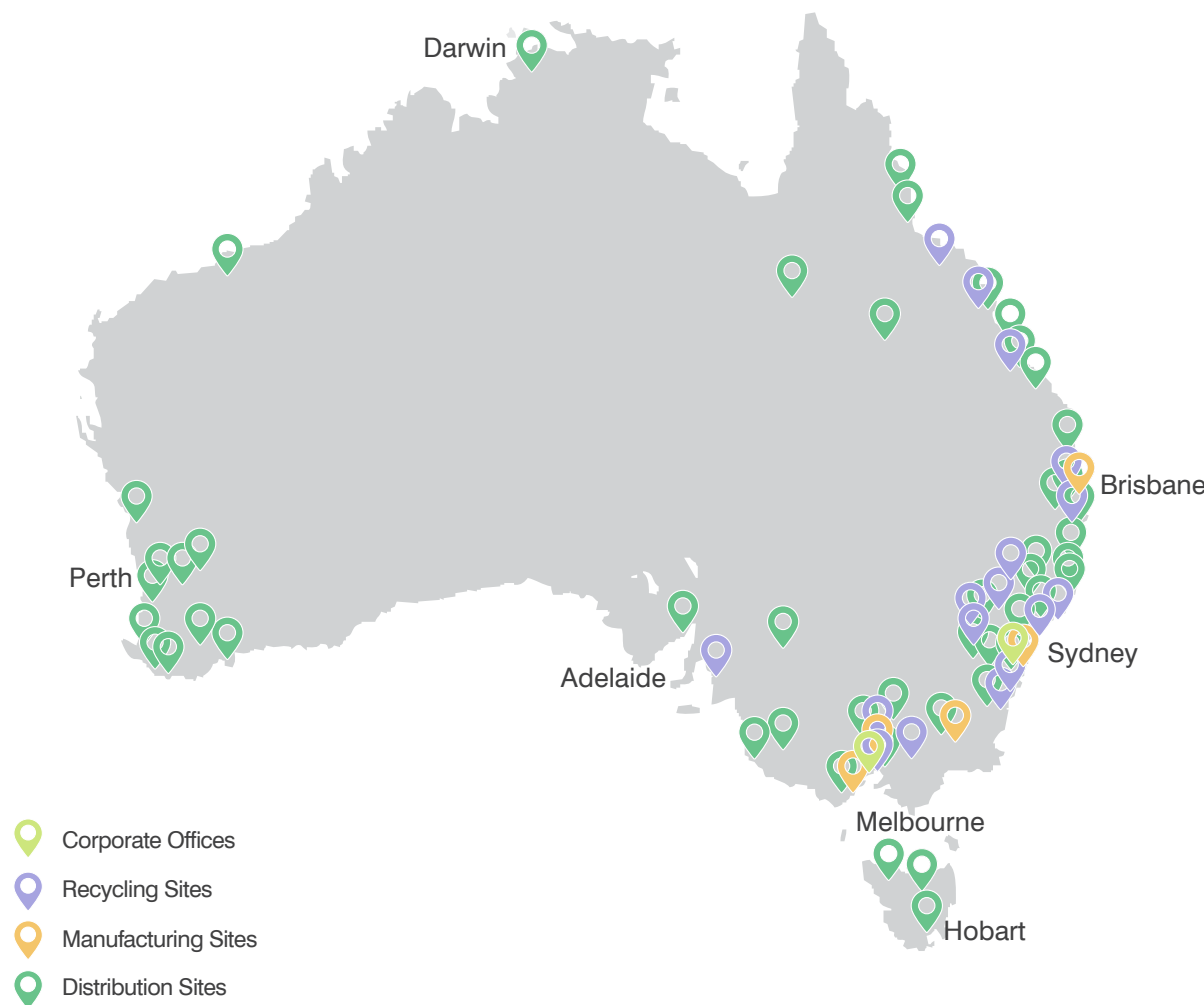 Darwin
Brisbane
Perth
Sydney
Adelaide
Melbourne
Corporate Offices
Recycling Sites
Hobart
Manufacturing Sites
Distribution Sites